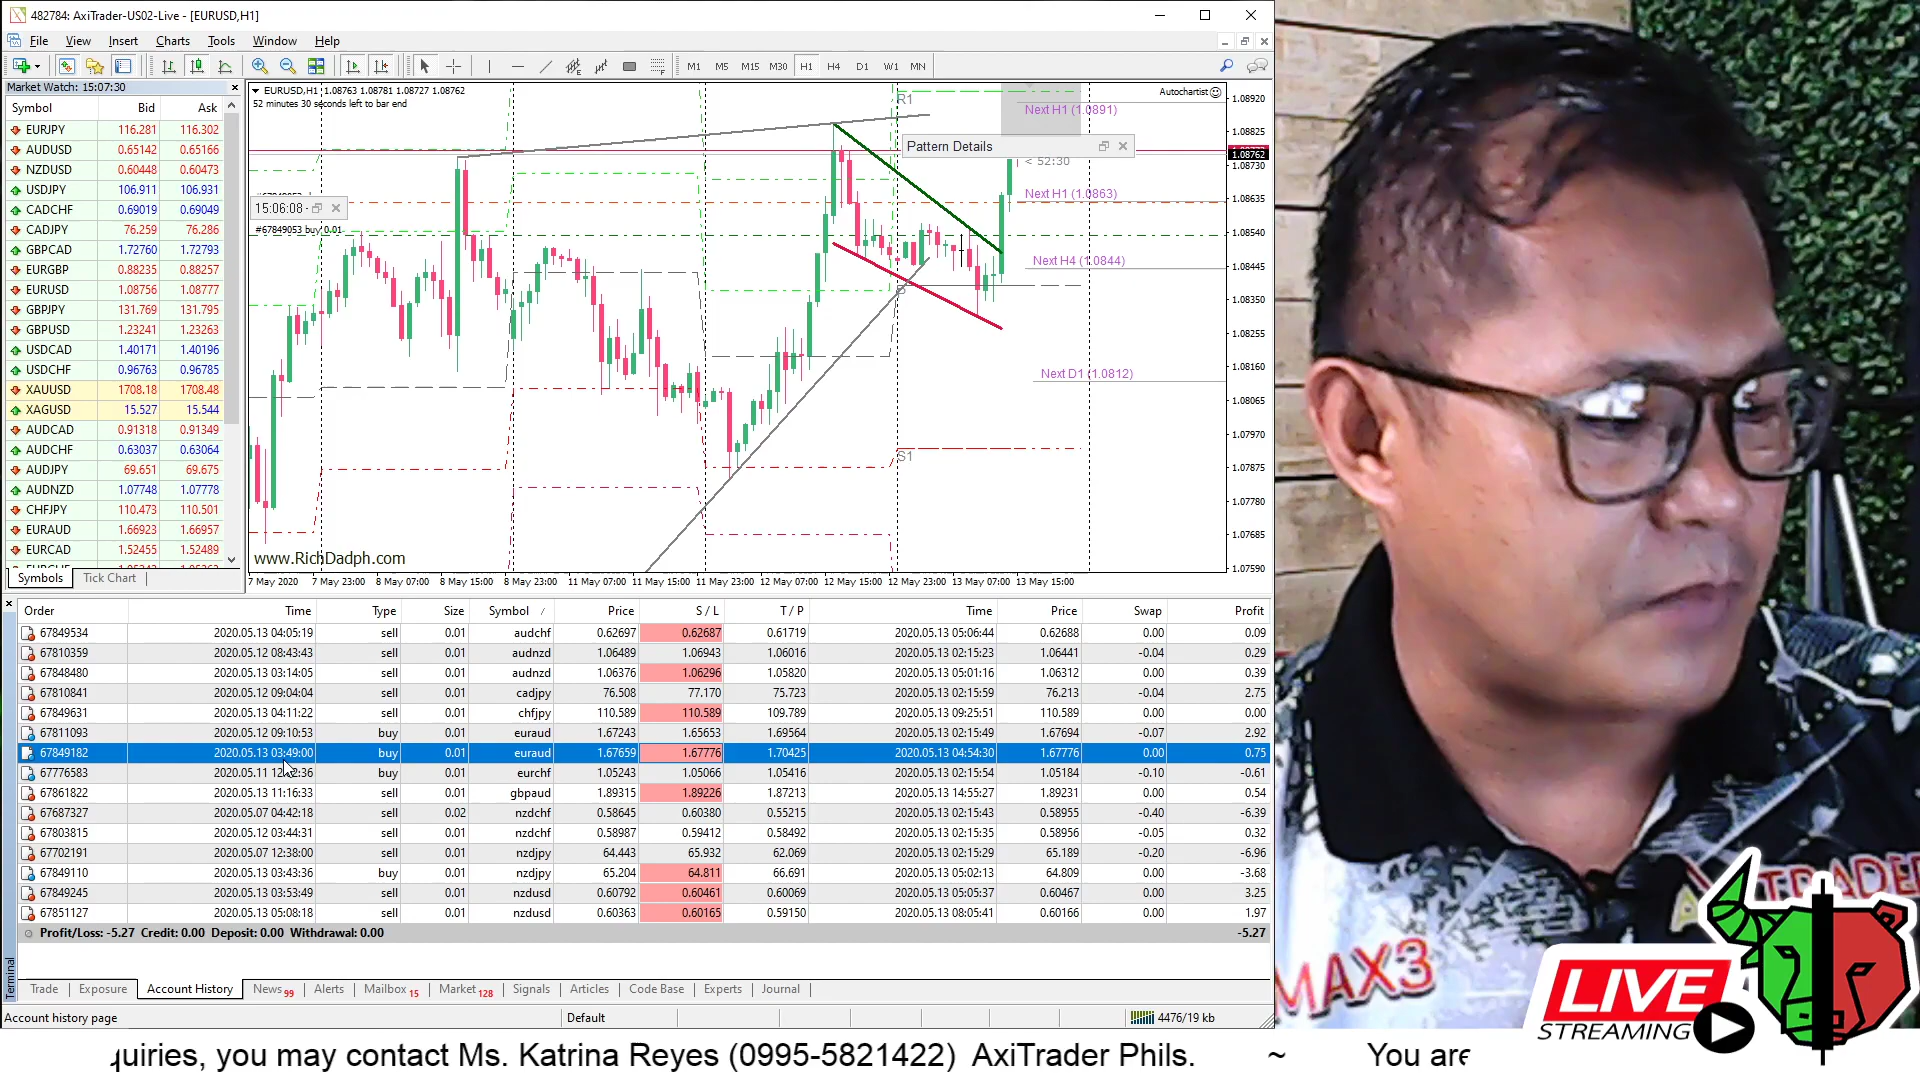 482784: AxiTrader-US02-Live - [EURUSD,H1]
File View Insert Charts Tools Window Help
M1 M5 M15 M30 H1 H4 D1 W1 MN
Market Watch: 15:07:30
Symbol Bid Ask
EURJPY 116.281 116.302
AUDUSD 0.65142 0.65166
NZDUSD 0.60448 0.60473
USDJPY 106.911 106.931
CADCHF 0.69019 0.69049
CADJPY 76.259 76.286
GBPCAD 1.72760 1.72793
EURGBP 0.88235 0.88257
EURUSD 1.08756 1.08777
GBPJPY 131.769 131.795
GBPUSD 1.23241 1.23263
USDCAD 1.40171 1.40196
USDCHF 0.96763 0.96785
XAUUSD 1708.18 1708.48
XAGUSD 15.527 15.544
AUDCAD 0.91318 0.91349
AUDCHF 0.63037 0.63064
AUDJPY 69.651 69.675
AUDNZD 1.07748 1.07778
CHFJPY 110.473 110.501
EURAUD 1.66923 1.66957
EURCAD 1.52455 1.52489
Symbols Tick Chart
EURUSD,H1 1.08763 1.08781 1.08727 1.08762
52 minutes 30 seconds left to bar end
Autochartist
R1
Next H1 (1.0891)
Pattern Details
< 52:30
Next H1 (1.0863)
15:06:08 -
#67849053 buy 0.01
Next H4 (1.0844)
Next D1 (1.0812)
S1
www.RichDadph.com
1.08920
1.08825
1.08762
1.08730
1.08635
1.08540
1.08445
1.08350
1.08255
1.08160
1.08065
1.07970
1.07875
1.07780
1.07685
1.07590
7 May 2020 7 May 23:00 8 May 07:00 8 May 15:00 8 May 23:00 11 May 07:00 11 May 15:00 11 May 23:00 12 May 07:00 12 May 15:00 12 May 23:00 13 May 07:00 13 May 15:00
Order Time Type Size Symbol / Price S / L T / P Time Price Swap Profit
67849534 2020.05.13 04:05:19 sell 0.01 audchf 0.62697 0.62687 0.61719 2020.05.13 05:06:44 0.62688 0.00 0.09
67810359 2020.05.12 08:43:43 sell 0.01 audnzd 1.06489 1.06943 1.06016 2020.05.13 02:15:23 1.06441 -0.04 0.29
67848480 2020.05.13 03:14:05 sell 0.01 audnzd 1.06376 1.06296 1.05820 2020.05.13 05:01:16 1.06312 0.00 0.39
67810841 2020.05.12 09:04:04 sell 0.01 cadjpy 76.508 77.170 75.723 2020.05.13 02:15:59 76.213 -0.04 2.75
67849631 2020.05.13 04:11:22 sell 0.01 chfjpy 110.589 110.589 109.789 2020.05.13 09:25:51 110.589 0.00 0.00
67811093 2020.05.12 09:10:53 buy 0.01 euraud 1.67243 1.65653 1.69564 2020.05.13 02:15:49 1.67694 -0.07 2.92
67849182 2020.05.13 03:49:00 buy 0.01 euraud 1.67659 1.67776 1.70425 2020.05.13 04:54:30 1.67776 0.00 0.75
67776583 2020.05.11 12: :36 buy 0.01 eurchf 1.05243 1.05066 1.05416 2020.05.13 02:15:54 1.05184 -0.10 -0.61
67861822 2020.05.13 11:16:33 sell 0.01 gbpaud 1.89315 1.89226 1.87213 2020.05.13 14:55:27 1.89231 0.00 0.54
67687327 2020.05.07 04:42:18 sell 0.02 nzdchf 0.58645 0.60380 0.55215 2020.05.13 02:15:43 0.58955 -0.40 -6.39
67803815 2020.05.12 03:44:31 sell 0.01 nzdchf 0.58987 0.59412 0.58492 2020.05.13 02:15:35 0.58956 -0.05 0.32
67702191 2020.05.07 12:38:00 sell 0.01 nzdjpy 64.443 65.932 62.069 2020.05.13 02:15:29 65.189 -0.20 -6.96
67849110 2020.05.13 03:43:36 buy 0.01 nzdjpy 65.204 64.811 66.691 2020.05.13 05:02:13 64.809 0.00 -3.68
67849245 2020.05.13 03:53:49 sell 0.01 nzdusd 0.60792 0.60461 0.60069 2020.05.13 05:05:37 0.60467 0.00 3.25
67851127 2020.05.13 05:08:18 sell 0.01 nzdusd 0.60363 0.60165 0.59150 2020.05.13 08:05:41 0.60166 0.00 1.97
Profit/Loss: -5.27 Credit: 0.00 Deposit: 0.00 Withdrawal: 0.00 -5.27
Terminal
Trade Exposure Account History News 99 Alerts Mailbox 15 Market 128 Signals Articles Code Base Experts Journal
Account history page Default 4476/19 kb
MAX3
LIVE
STREAMING
quiries, you may contact Ms. Katrina Reyes (0995-5821422) AxiTrader Phils. ~ You are